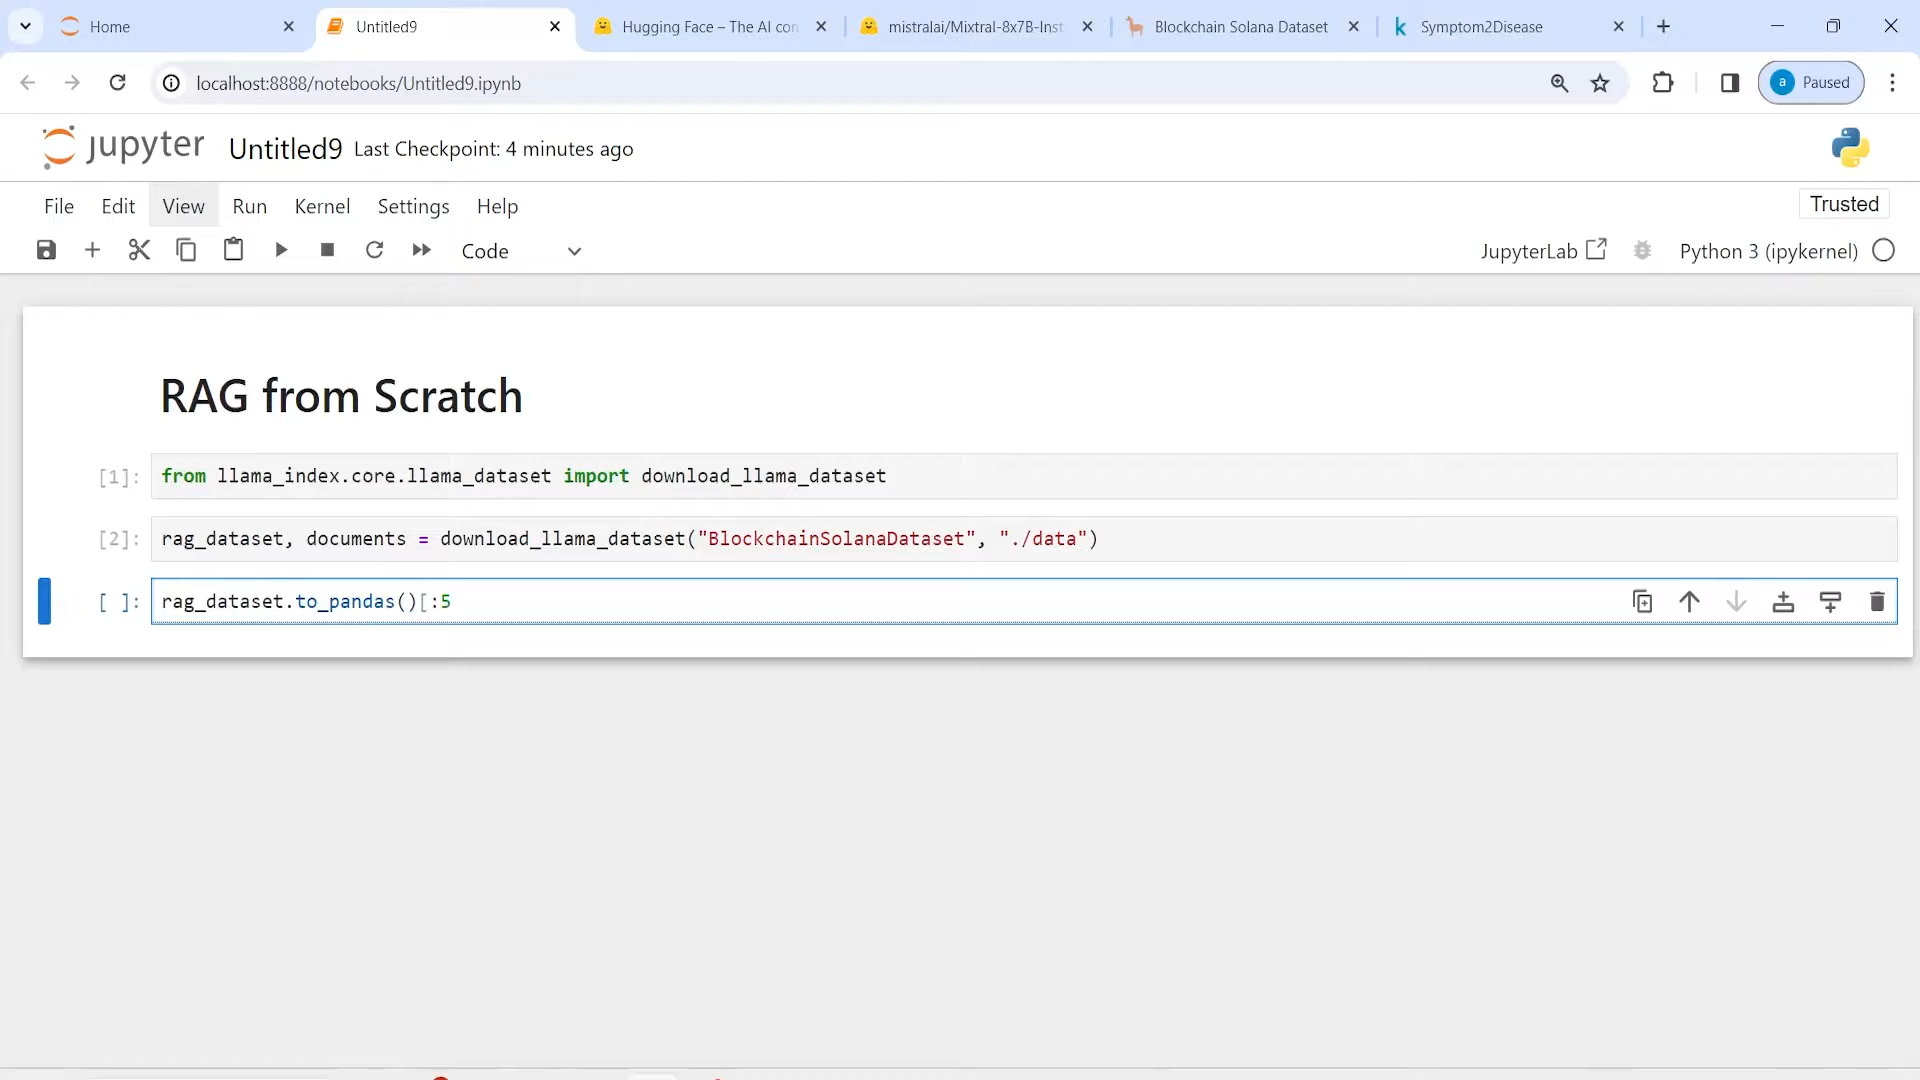 Home
Untitled9
Hugging Face – The AI con
mistralai/Mixtral-8x7B-Inst
Blockchain Solana Dataset
Symptom2Disease
localhost:8888/notebooks/Untitled9.ipynb
a Paused
jupyter Untitled9 Last Checkpoint: 4 minutes ago
File Edit View Run Kernel Settings Help
Trusted
Code
JupyterLab
Python 3 (ipykernel)
RAG from Scratch
[1]: from llama_index.core.llama_dataset import download_llama_dataset
[2]: rag_dataset, documents = download_llama_dataset("BlockchainSolanaDataset", "./data")
[ ]: rag_dataset.to_pandas()[:5